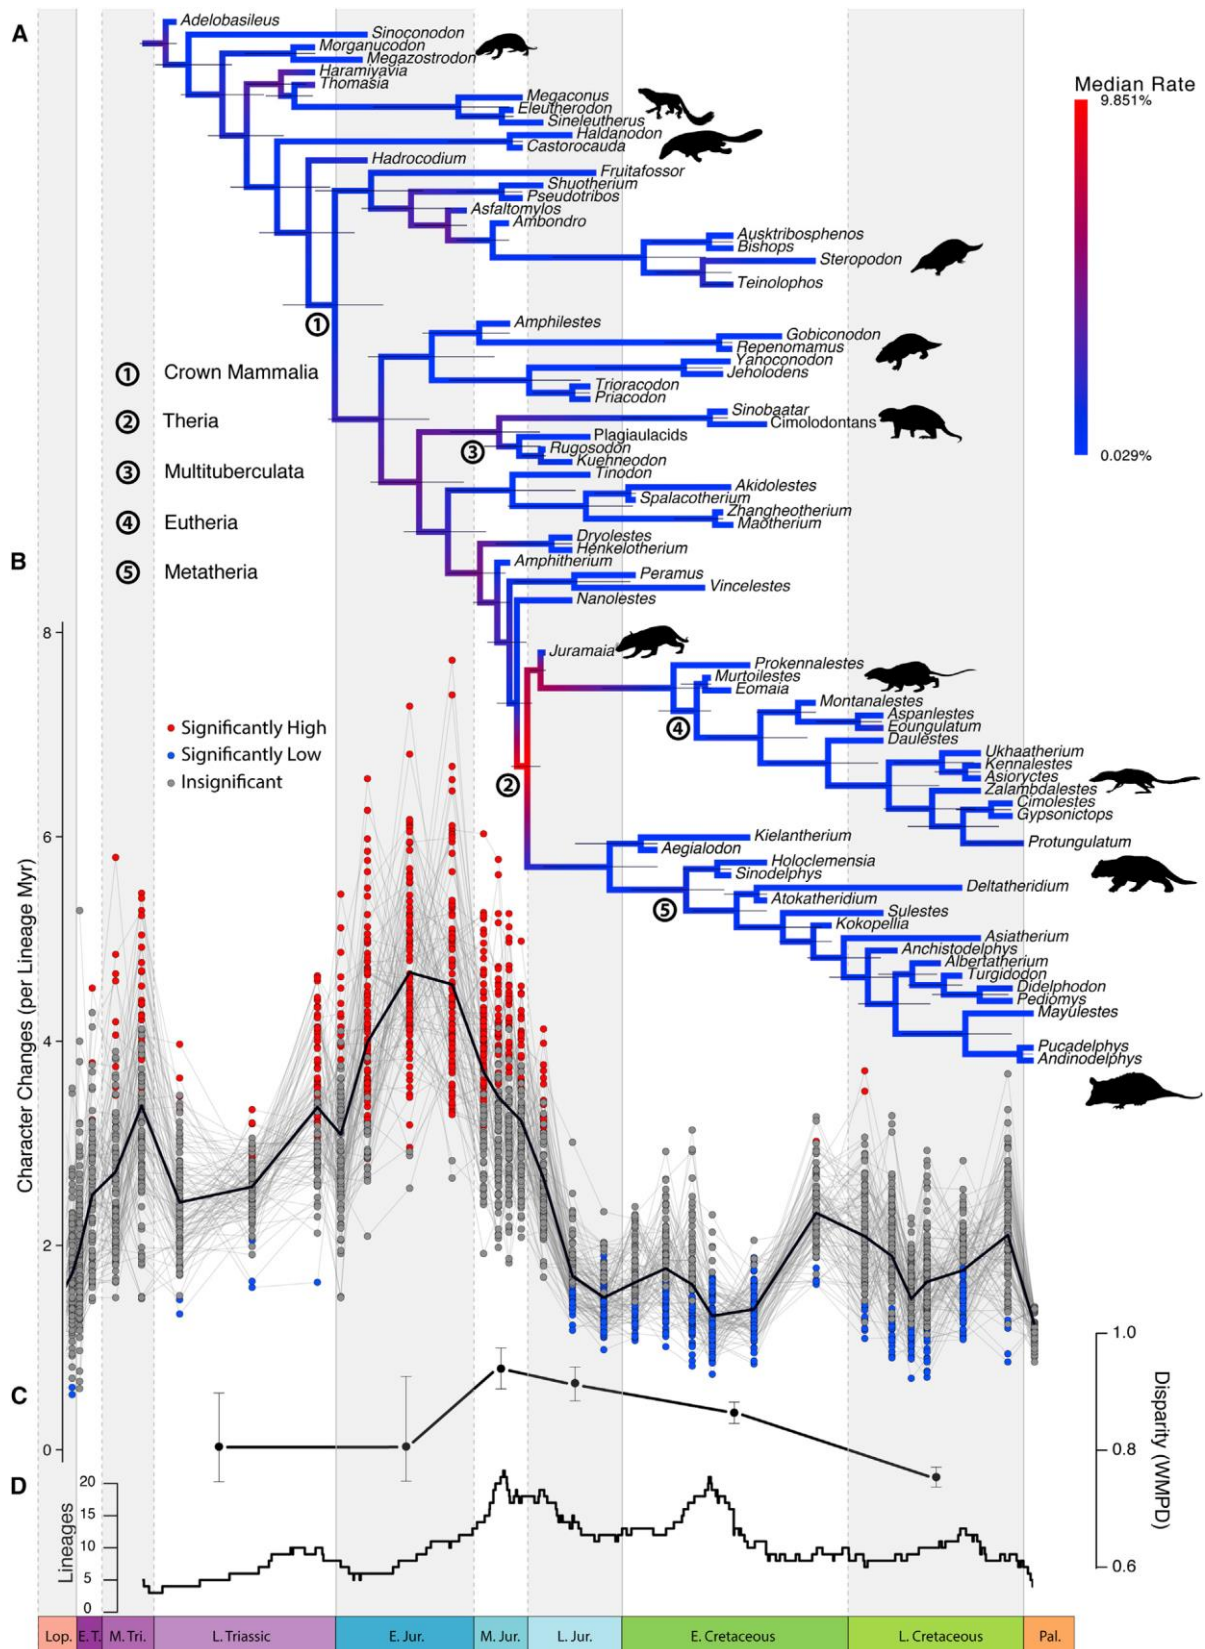 A
Adelobasileus
Sinoconodon
Morganucodon
Megazostrodon
Haramiyavia
Thomasia
Megaconus
Eleutherodon
Sineleutherus
Haldanodon
Castorocauda
Hadrocodium
Fruitafossor
Shuotherium
Pseudotribos
Asfaltomylos
Ambondro
Ausktribosphenos
Bishops
Steropodon
Teinolophos
Median Rate
9.851%
0.029%
1
Amphilestes
Gobiconodon
Repenomamus
Yanoconodon
Jeholodens
Trioracodon
Priacodon
1 Crown Mammalia
2 Theria
3 Multituberculata
4 Eutheria
5 Metatheria
Sinobaatar
Cimolodontans
Plagiaulacids
3
Rugosodon
Kuehneodon
Tinodon
Akidolestes
Spalacotherium
Zhangheotherium
Maotherium
Dryolestes
Henkelotherium
Amphitherium
Peramus
Vincelestes
Nanolestes
Juramaia
Prokennalestes
Murtoilestes
Eomaia
4
Montanalestes
Aspanlestes
Eoungulatum
Daulestes
Ukhaatherium
Kennalestes
Asioryctes
Zalambdalestes
Cimolestes
Gypsonictops
Protungulatum
2
Kielantherium
Aegialodon
Holoclemensia
Sinodelphys
5
Deltatheridium
Atokatheridium
Sulestes
Kokopellia
Asiatherium
Anchistodelphys
Albertatherium
Turgidodon
Didelphodon
Pediomys
Mayulestes
Pucadelphys
Andinodelphys
B
8
6
4
2
0
Character Changes (per Lineage Myr)
Significantly High
Significantly Low
Insignificant
C
1.0
0.8
0.6
Disparity (WMPD)
D
20
15
10
5
0
Lineages
Lop. E. T. M. Tri. L. Triassic E. Jur. M. Jur. L. Jur. E. Cretaceous L. Cretaceous Pal.